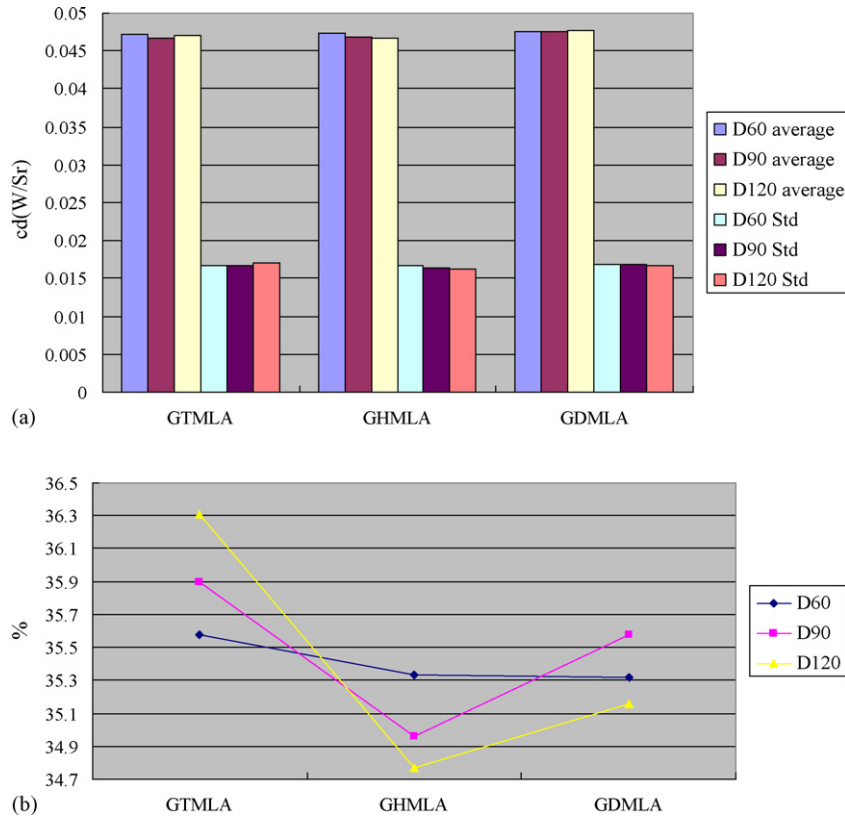 0.05
0.045
0.04
0.035
0.03
0.025
0.02
0.015
0.01
0.005
0
cd(W/Sr)
GTMLA GHMLA GDMLA
D60 average
D90 average
D120 average
D60 Std
D90 Std
D120 Std
(a)
36.5
36.3
36.1
35.9
35.7
35.5
35.3
35.1
34.9
34.7
%
GTMLA GHMLA GDMLA
D60
D90
D120
(b)